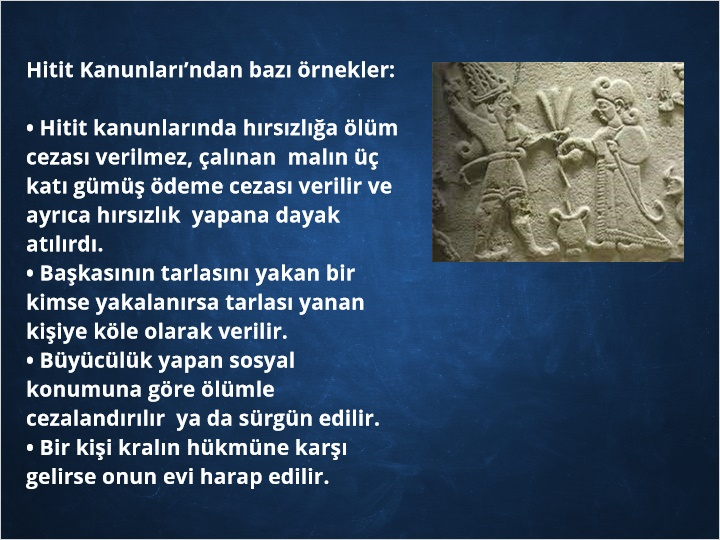 Hitit Kanunları’ndan bazı örnekler:
• Hitit kanunlarında hırsızlığa ölüm
cezası verilmez, çalınan  malın üç
katı gümüş ödeme cezası verilir ve
ayrıca hırsızlık  yapana dayak
atılırdı.
• Başkasının tarlasını yakan bir
kimse yakalanırsa tarlası yanan
kişiye köle olarak verilir.
• Büyücülük yapan sosyal
konumuna göre ölümle
cezalandırılır  ya da sürgün edilir.
• Bir kişi kralın hükmüne karşı
gelirse onun evi harap edilir.